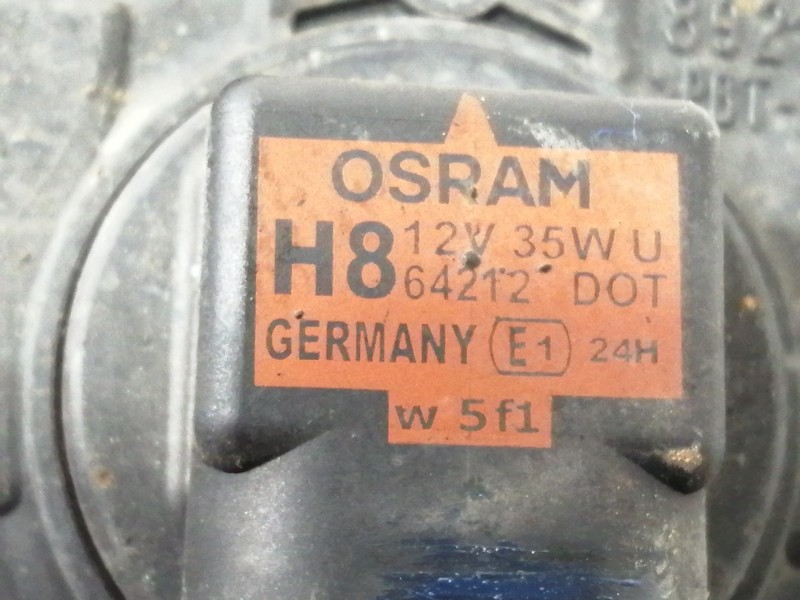 OSRAM
H8 12V 35W U
64212 DOT
GERMANY E1 24H
w 5f1